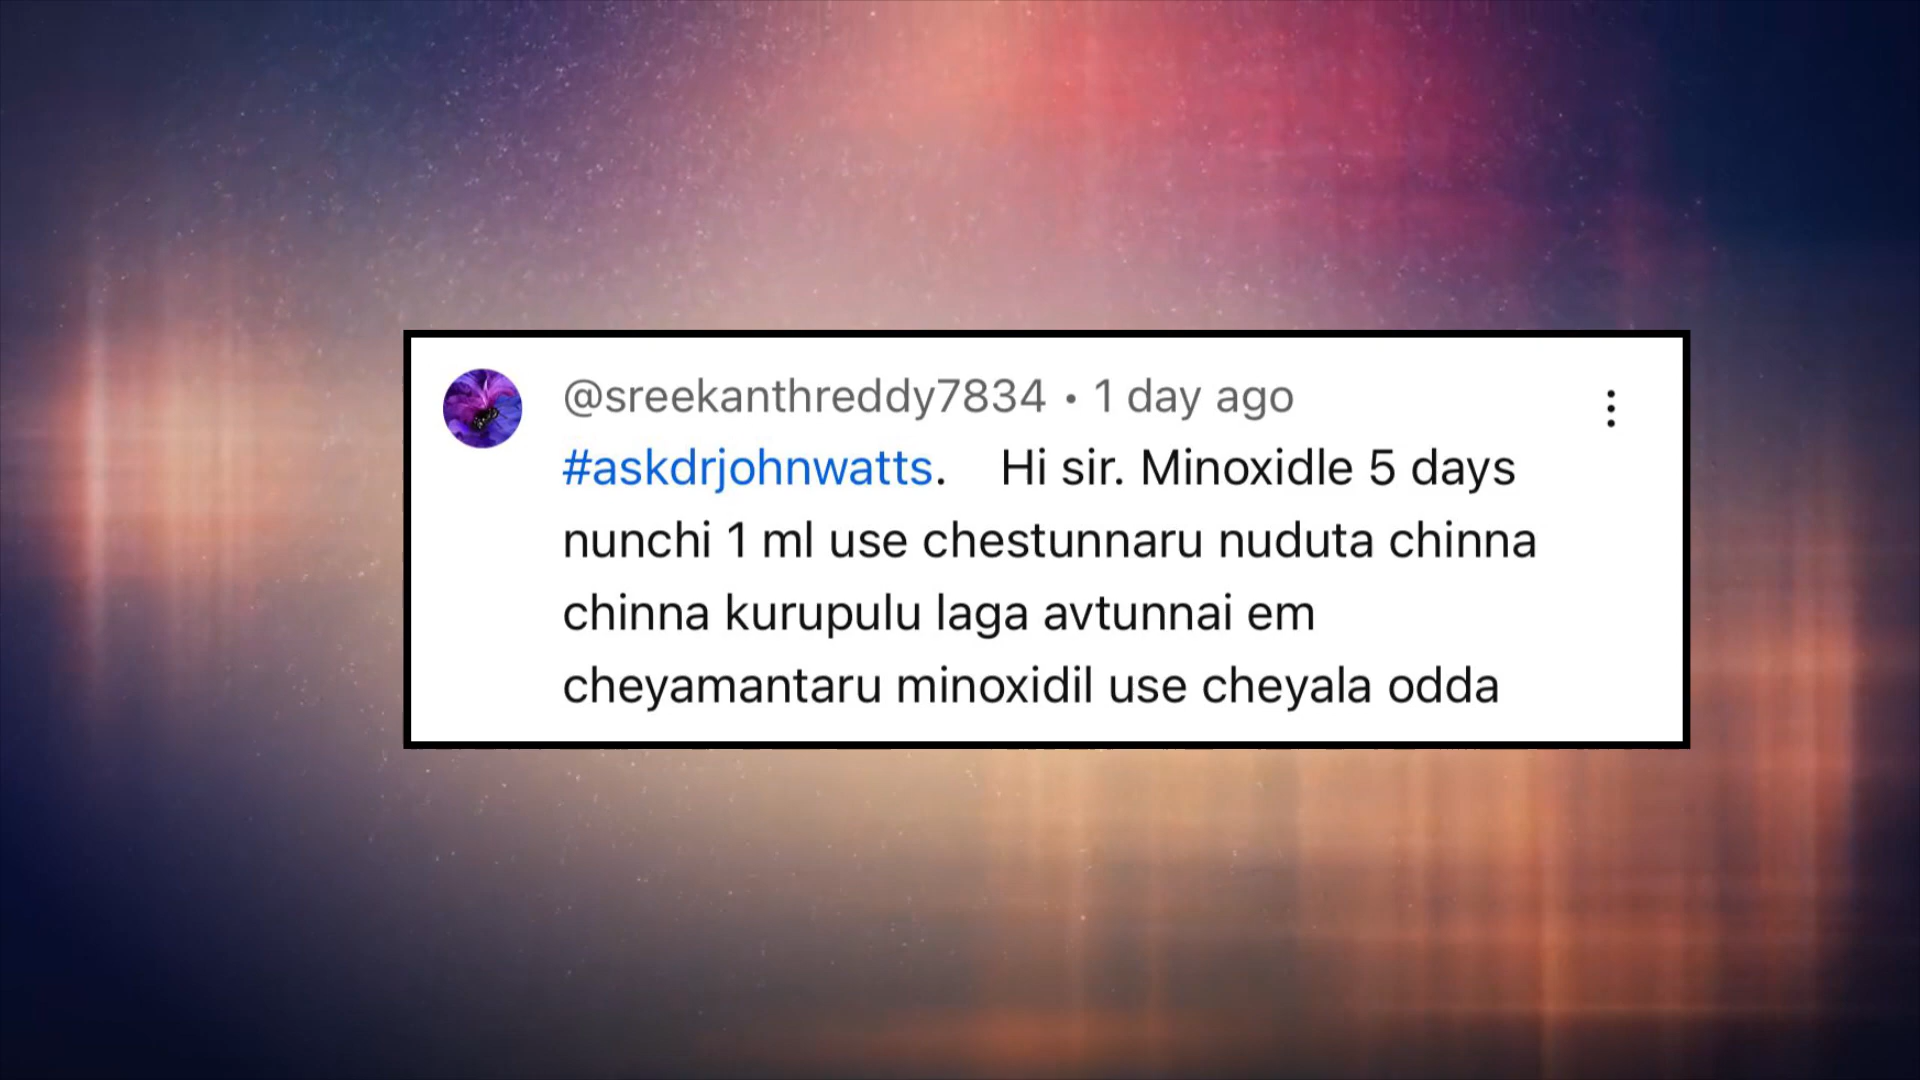 @sreekanthreddy7834 • 1 day ago
#askdrjohnwatts. Hi sir. Minoxidle 5 days
nunchi 1 ml use chestunnaru nuduta chinna
chinna kurupulu laga avtunnai em
cheyamantaru minoxidil use cheyala odda